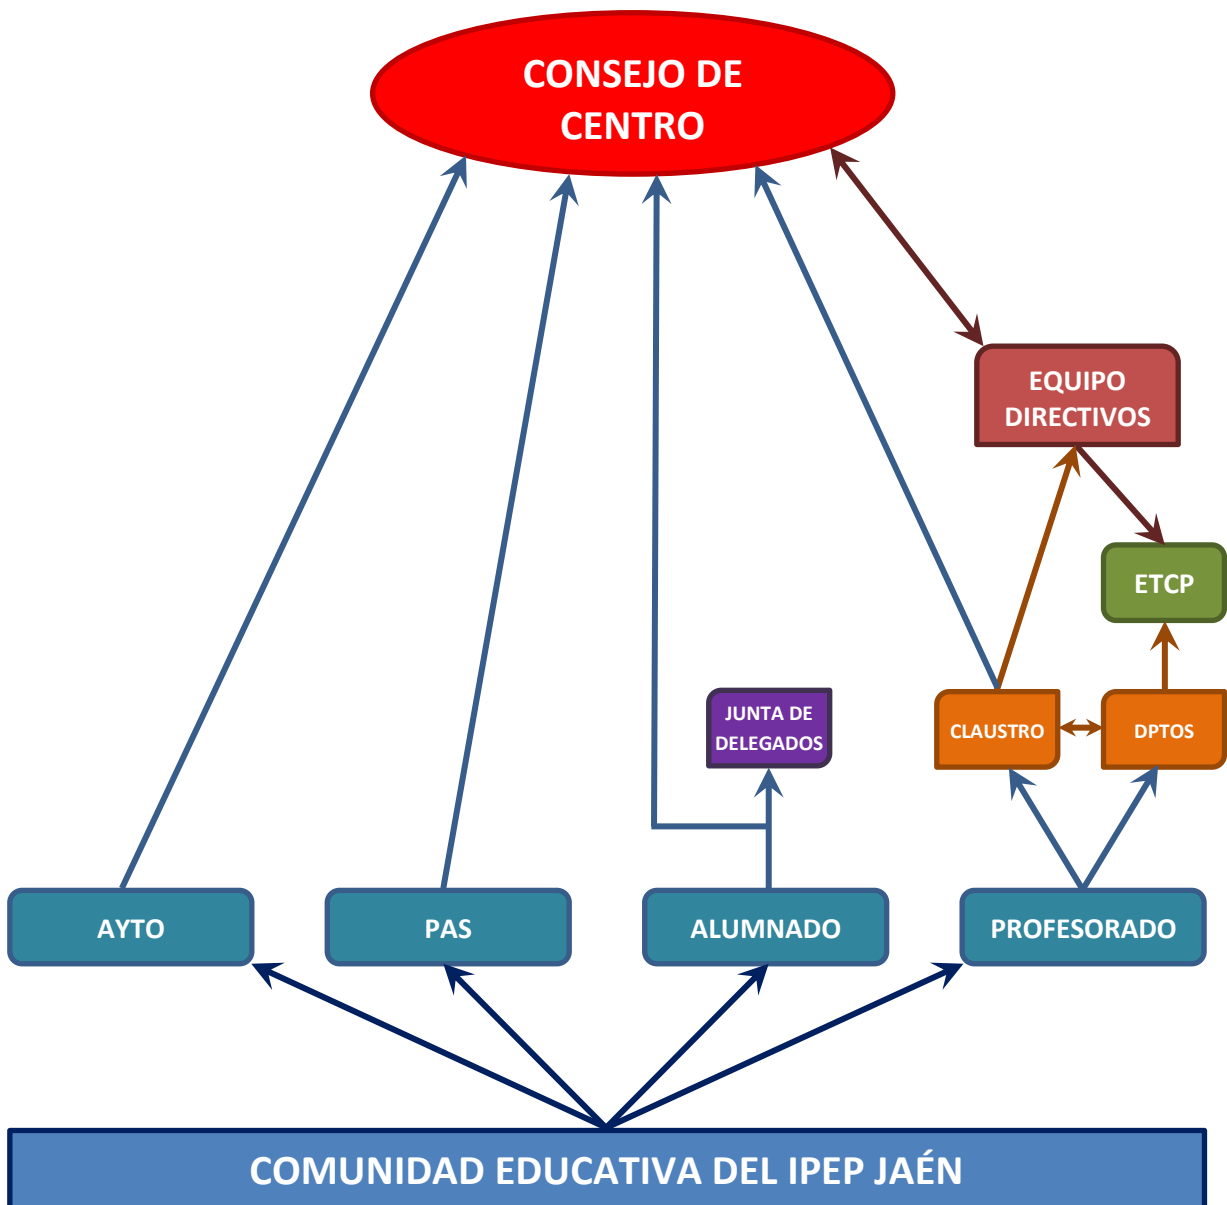 CONSEJO DE
CENTRO
EQUIPO
DIRECTIVOS
ETCP
JUNTA DE
DELEGADOS
CLAUSTRO
DPTOS
AYTO
PAS
ALUMNADO
PROFESORADO
COMUNIDAD EDUCATIVA DEL IPEP JAÉN